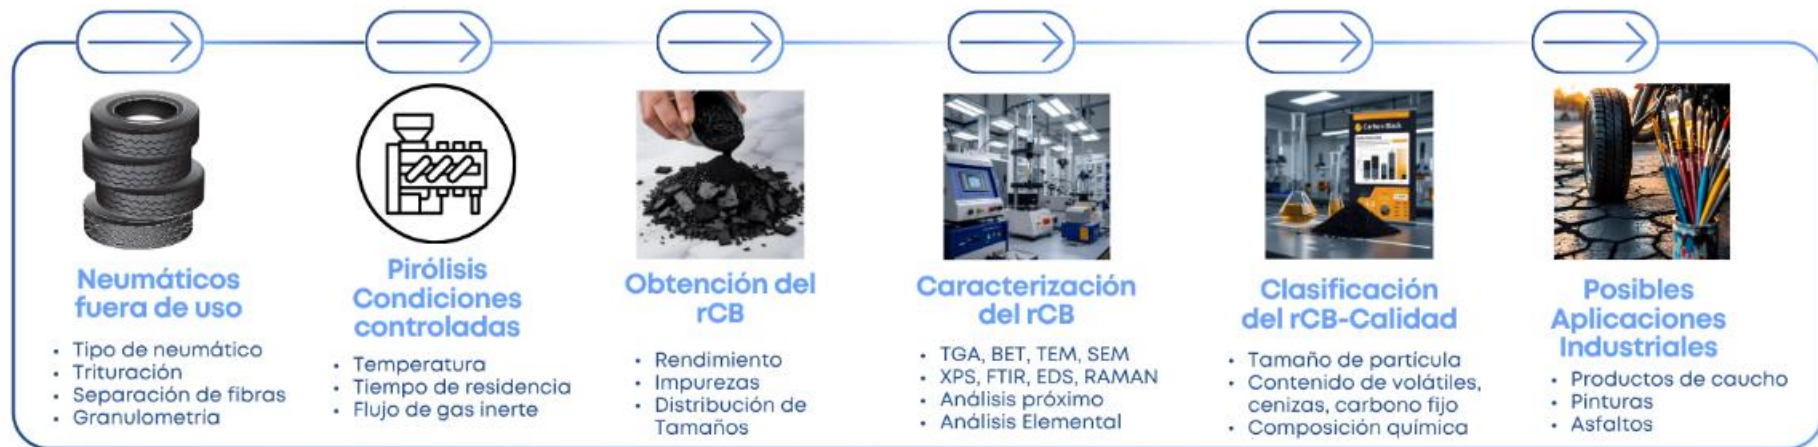 Neumáticos
fuera de uso
• Tipo de neumático
• Trituración
• Separación de fibras
• Granulometria
Pirólisis
Condiciones
controladas
• Temperatura
• Tiempo de residencia
• Flujo de gas inerte
Obtención del
rCB
• Rendimiento
• Impurezas
• Distribución de
Tamaños
Caracterización
del rCB
• TGA, BET, TEM, SEM
• XPS, FTIR, EDS, RAMAN
• Análisis próximo
• Análisis Elemental
Clasificación
del rCB-Calidad
• Tamaño de partícula
• Contenido de volátiles,
cenizas, carbono fijo
• Composición química
Posibles
Aplicaciones
Industriales
• Productos de caucho
• Pinturas
• Asfaltos